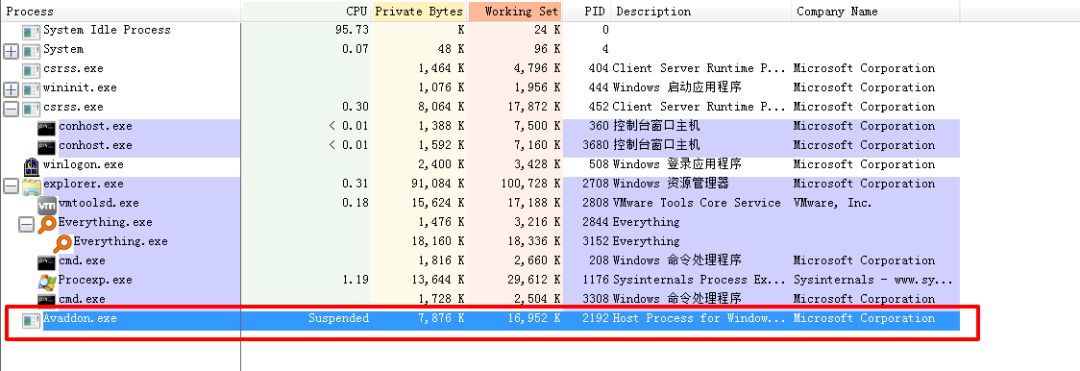 Process CPU Private Bytes Working Set PID Description Company Name
System Idle Process 95.73 K 24 K 0
System 0.07 48 K 96 K 4
csrss.exe 1,464 K 4,796 K 404 Client Server Runtime P... Microsoft Corporation
wininit.exe 1,076 K 1,956 K 444 Windows 启动应用程序 Microsoft Corporation
csrss.exe 0.30 8,064 K 17,872 K 452 Client Server Runtime P... Microsoft Corporation
conhost.exe < 0.01 1,388 K 7,500 K 360 控制台窗口主机 Microsoft Corporation
conhost.exe < 0.01 1,592 K 7,160 K 3680 控制台窗口主机 Microsoft Corporation
winlogon.exe 2,400 K 3,428 K 508 Windows 登录应用程序 Microsoft Corporation
explorer.exe 0.31 91,084 K 100,728 K 2708 Windows 资源管理器 Microsoft Corporation
vm vmtoolsd.exe 0.18 15,624 K 17,188 K 2808 VMware Tools Core Service VMware, Inc.
Everything.exe 1,476 K 3,216 K 2844 Everything
Everything.exe 18,160 K 18,336 K 3152 Everything
cmd.exe 1,816 K 2,660 K 208 Windows 命令处理程序 Microsoft Corporation
Procexp.exe 1.19 13,644 K 29,612 K 1176 Sysinternals Process Ex... Sysinternals - www.sy...
cmd.exe 1,728 K 2,504 K 3308 Windows 命令处理程序 Microsoft Corporation
Avaddon.exe Suspended 7,876 K 16,952 K 2192 Host Process for Window... Microsoft Corporation